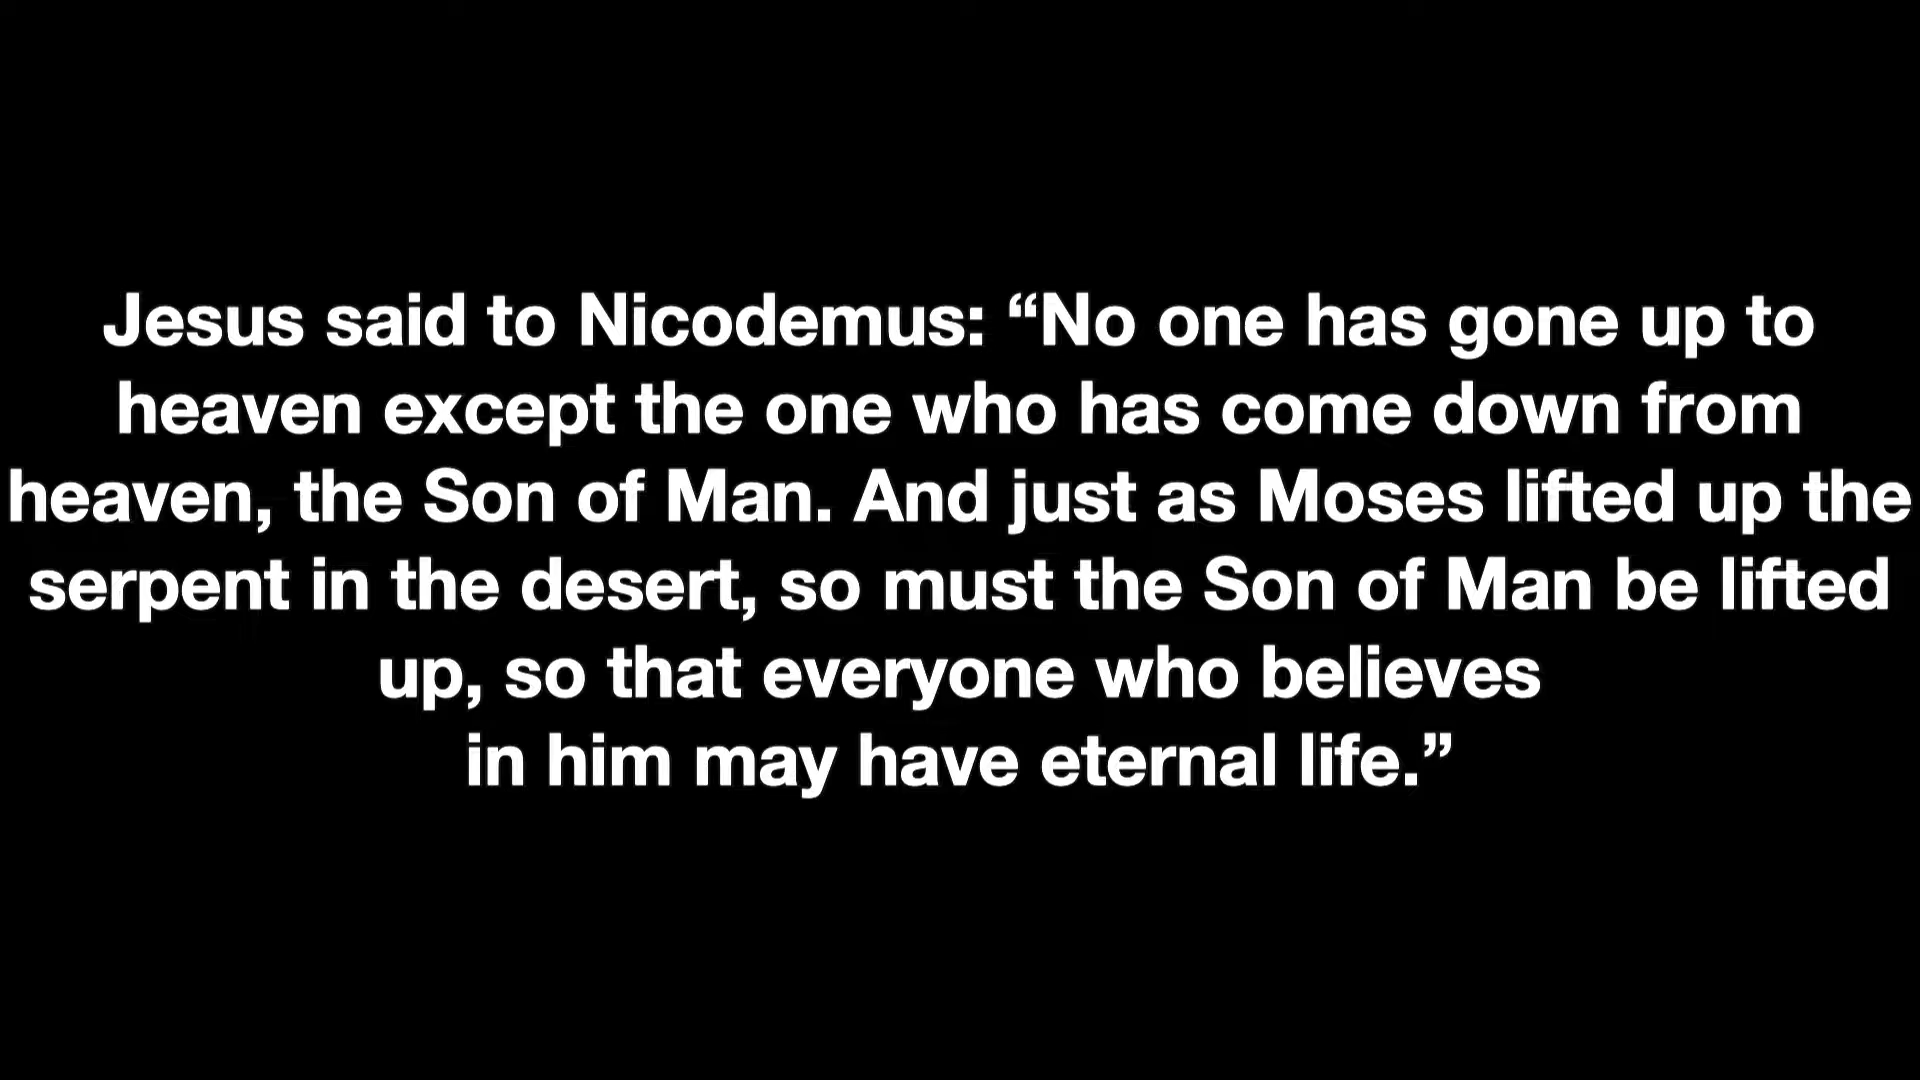 Jesus said to Nicodemus: “No one has gone up to
heaven except the one who has come down from
heaven, the Son of Man. And just as Moses lifted up the
serpent in the desert, so must the Son of Man be lifted
up, so that everyone who believes
in him may have eternal life.”